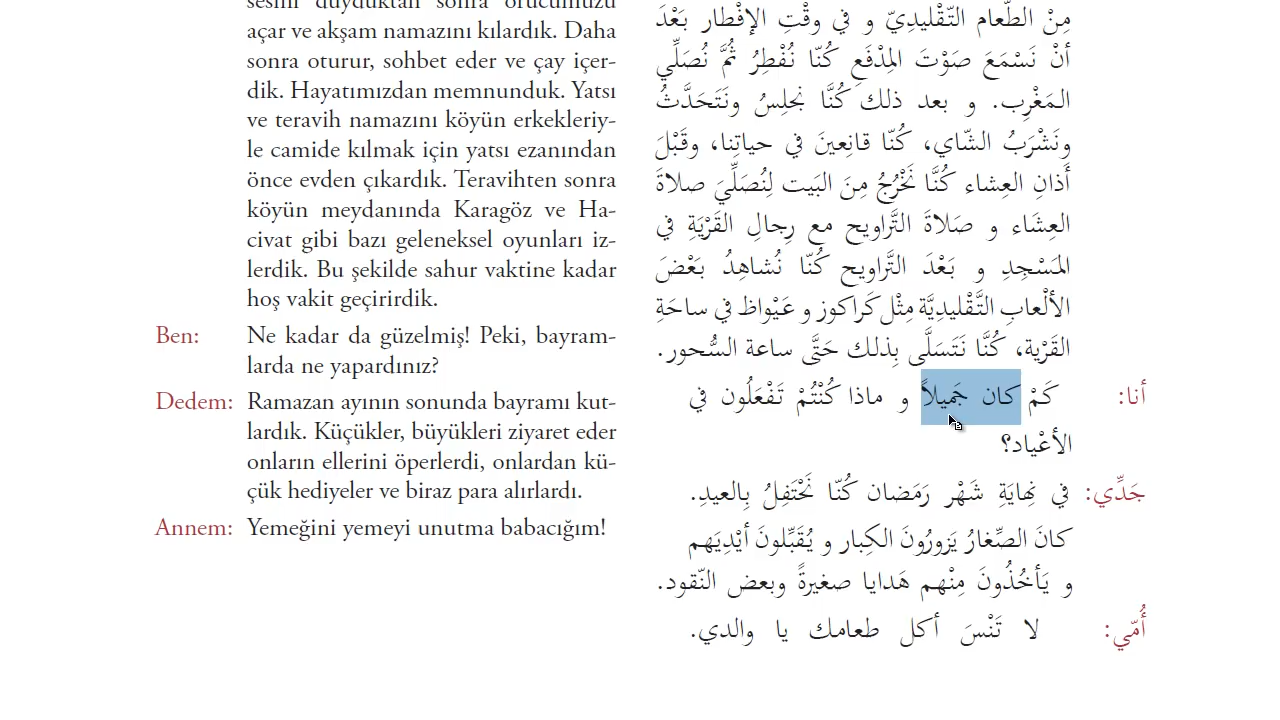 sesini duyduktan sonra orucumuzu
açar ve akşam namazını kılardık. Daha
sonra oturur, sohbet eder ve çay içer-
dik. Hayatımızdan memnunduk. Yatsı
ve teravih namazını köyün erkekleriy-
le camide kılmak için yatsı ezanından
önce evden çıkardık. Teravihten sonra
köyün meydanında Karagöz ve Ha-
civat gibi bazı geleneksel oyunları iz-
lerdik. Bu şekilde sahur vaktine kadar
hoş vakit geçirirdik.
Ben: Ne kadar da güzelmiş! Peki, bayram-
larda ne yapardınız?
Dedem: Ramazan ayının sonunda bayramı kut-
lardık. Küçükler, büyükleri ziyaret eder
onların ellerini öperlerdi, onlardan kü-
çük hediyeler ve biraz para alırlardı.
Annem: Yemeğini yemeyi unutma babacığım!
مِنْ الطَّعام التَّقْليدِيّ و في وقْتِ الإفْطار بَعْدَ
أنْ نَسْمَعَ صَوْتَ المِدْفَعِ كُنّا نُفْطِرُ ثُمَّ نُصَلِّي
المَغْرِب. و بعد ذلك كُنَّا نجلِسُ ونَتَحَدَّثُ
ونَشْرَبُ الشّاي، كُنّا قانِعينَ في حياتِنا، وقَبْلَ
أَذانِ العِشاء كُنَّا نَخْرُجُ مِنَ البَيت لِنُصَلِّيَ صلاةَ
العِشَاء و صَلاةَ التَّراويح مع رِجالِ القَرْيَةِ في
المَسْجِدِ و بَعْدَ التَّراويح كُنّا نُشاهِدُ بَعْضَ
الألْعابِ التَّقْليدِيَّة مِثْل كَراكوز و عَيْواظ في ساحَةِ
القَرْية، كُنَّا نَتَسَلَّى بِذلك حَتَّى ساعة السُّحور.
أنا: كَمْ كان جَميلاً و ماذا كُنْتُمْ تَفْعَلُون في
الأعْياد؟
جَدِّي: في نِهايَةِ شَهْر رَمَضان كُنّا نَحْتَفِلُ بِالعيدِ.
كانَ الصِّغارُ يَزورُونَ الكِبار و يُقَبِّلونَ أيْدِيَهم
و يَأخُذُونَ مِنْهم هَدايا صغيرةً وبعض النّقود.
أُمّي: لا تَنْسَ أكل طعامك يا والدي.